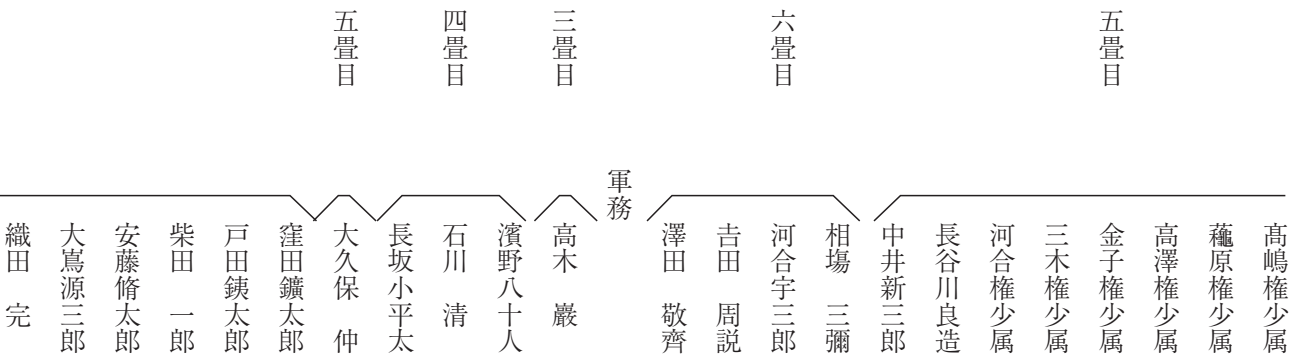 五畳目
髙嶋権少属
蘒原権少属
高澤権少属
金子権少属
三木権少属
河合権少属
長谷川良造
中井新三郎
六畳目
相塲　三彌
河合宇三郎
𠮷田　周説
澤田　敬齊
軍務
三畳目
高木　巖
四畳目
濱野八十人
石川　清
長坂小平太
五畳目
大久保　仲
窪田鑛太郎
戸田銕太郎
柴田　一郎
安藤脩太郎
大嶌源三郎
織田　完